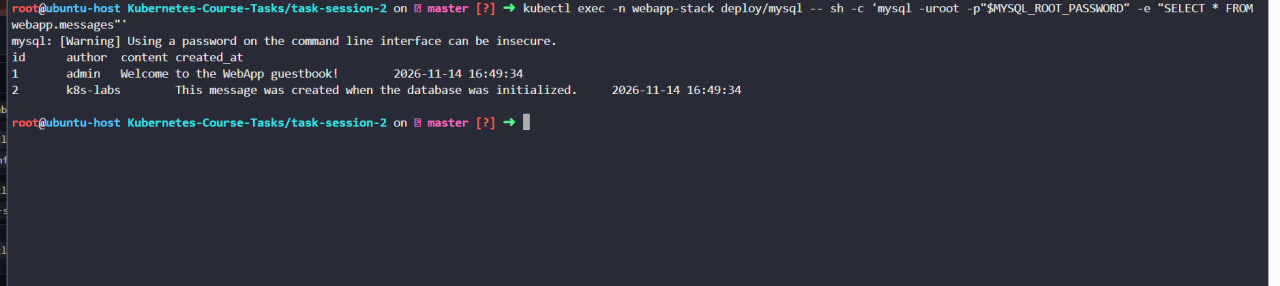 root@ubuntu-host Kubernetes-Course-Tasks/task-session-2 on master [?] ➜ kubectl exec -n webapp-stack deploy/mysql -- sh -c 'mysql -uroot -p"$MYSQL_ROOT_PASSWORD" -e "SELECT * FROM
webapp.messages"'
mysql: [Warning] Using a password on the command line interface can be insecure.
id author content created_at
1 admin Welcome to the WebApp guestbook! 2026-11-14 16:49:34
2 k8s-labs This message was created when the database was initialized. 2026-11-14 16:49:34
root@ubuntu-host Kubernetes-Course-Tasks/task-session-2 on master [?] ➜